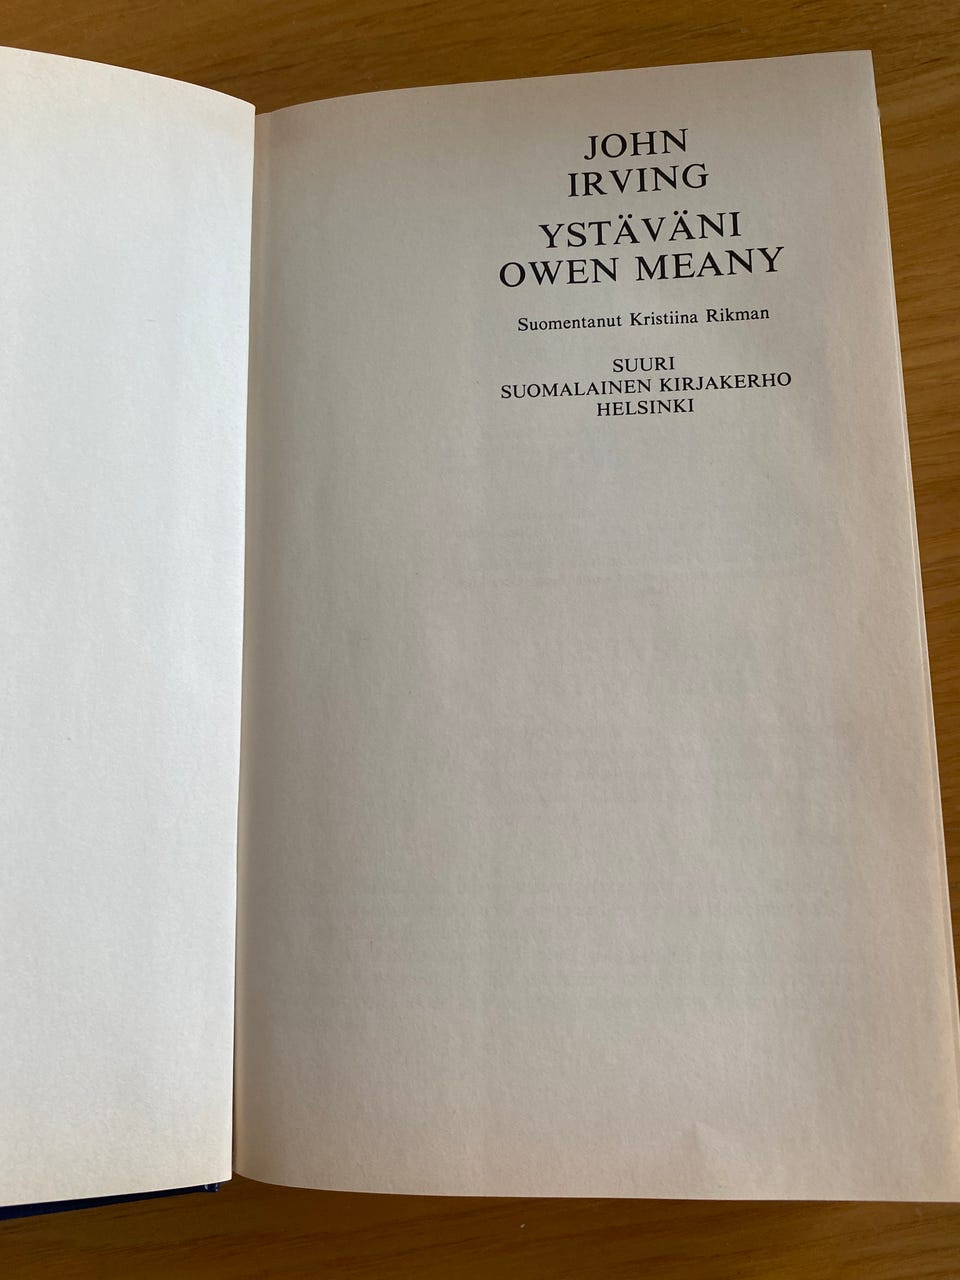 JOHN
IRVING
YSTÄVÄNI
OWEN MEANY
Suomentanut Kristiina Rikman
SUURI
SUOMALAINEN KIRJAKERHO
HELSINKI